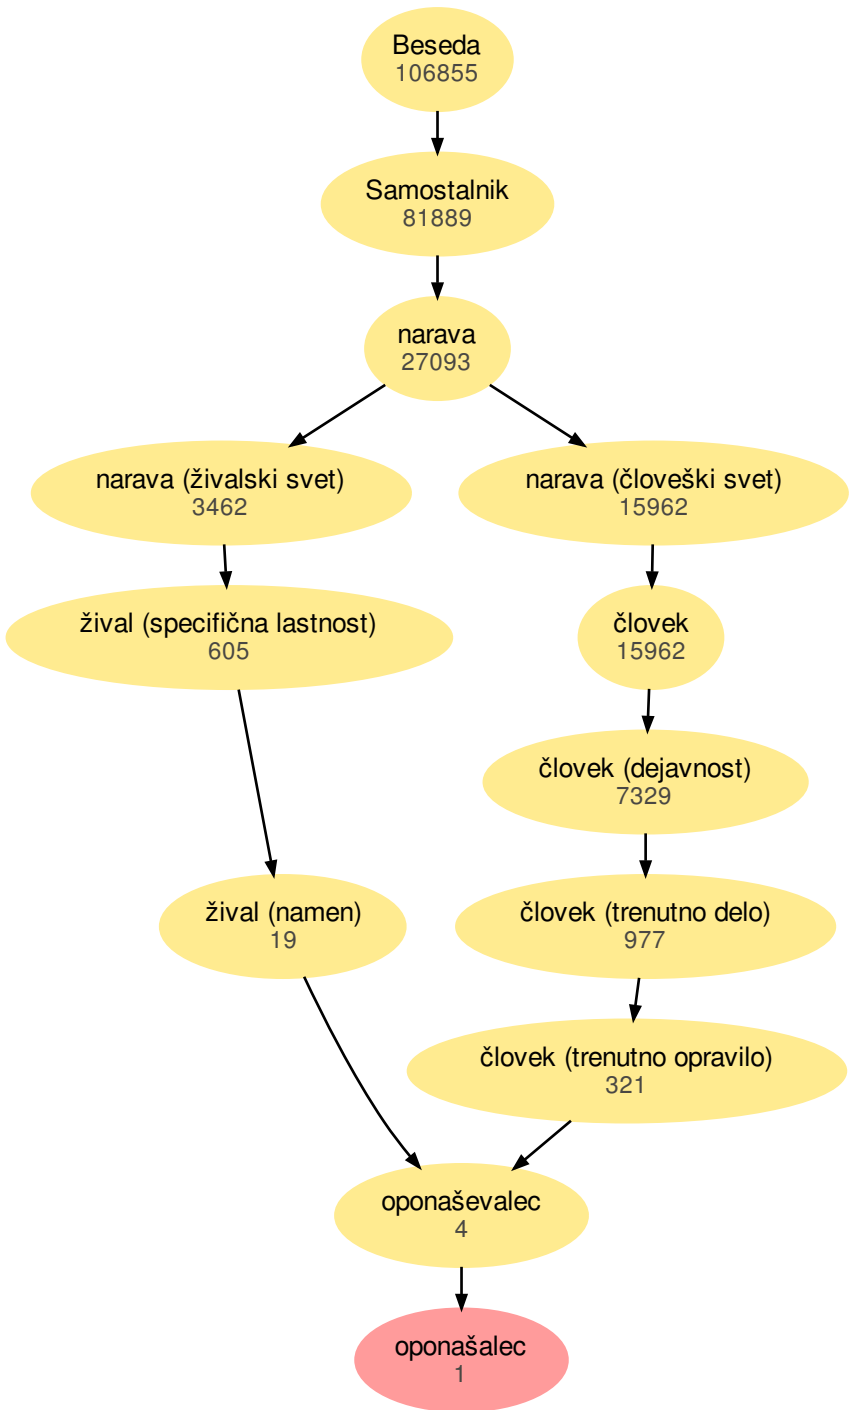 Beseda
106855
Samostalnik
81889
narava
27093
narava (živalski svet)
3462
narava (človeški svet)
15962
žival (specifična lastnost)
605
človek
15962
človek (dejavnost)
7329
žival (namen)
19
človek (trenutno delo)
977
človek (trenutno opravilo)
321
oponaševalec
4
oponašalec
1